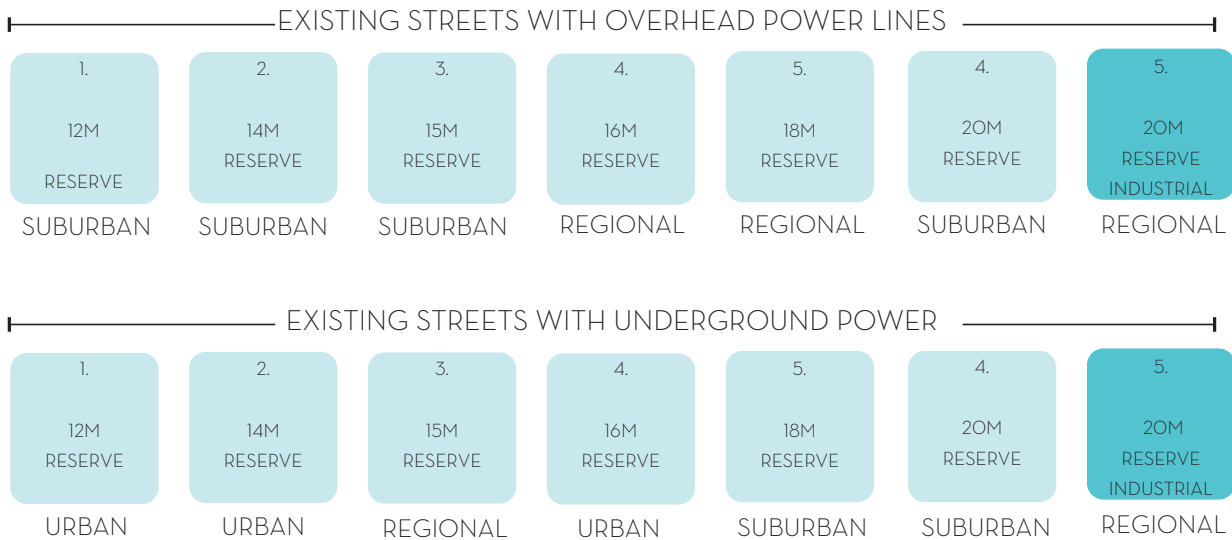 EXISTING STREETS WITH OVERHEAD POWER LINES
1.
12M
RESERVE
SUBURBAN
2.
14M
RESERVE
SUBURBAN
3.
15M
RESERVE
SUBURBAN
4.
16M
RESERVE
REGIONAL
5.
18M
RESERVE
REGIONAL
4.
20M
RESERVE
SUBURBAN
5.
20M
RESERVE
INDUSTRIAL
REGIONAL
EXISTING STREETS WITH UNDERGROUND POWER
1.
12M
RESERVE
URBAN
2.
14M
RESERVE
URBAN
3.
15M
RESERVE
REGIONAL
4.
16M
RESERVE
URBAN
5.
18M
RESERVE
SUBURBAN
4.
20M
RESERVE
SUBURBAN
5.
20M
RESERVE
INDUSTRIAL
REGIONAL